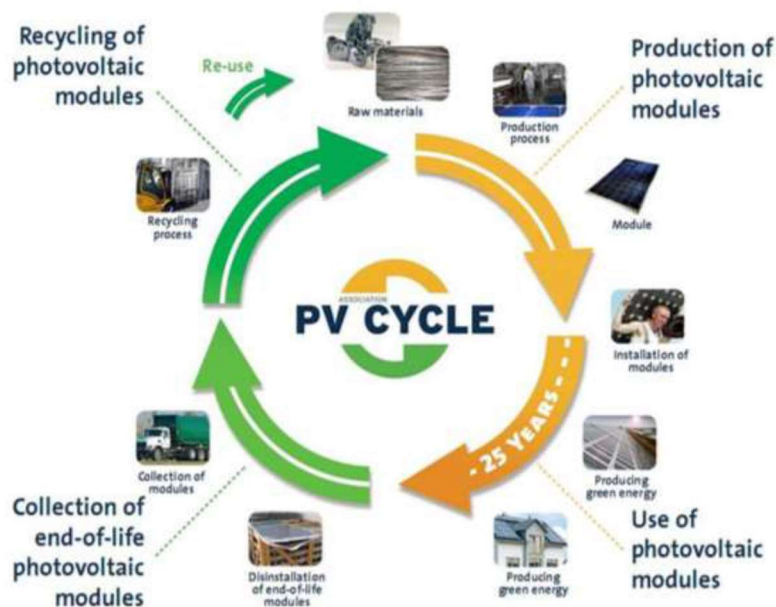 Recycling of
photovoltaic
modules
Re-use
Raw materials
Production
process
Production of
photovoltaic
modules
Module
Installation of
modules
25 YEARS
Producing
green energy
Use of
photovoltaic
modules
Producing
green energy
Disinstallation
of end-of-life
modules
Collection of
modules
Collection of
end-of-life
photovoltaic
modules
Recycling
process
ASSOCIATION
PV CYCLE